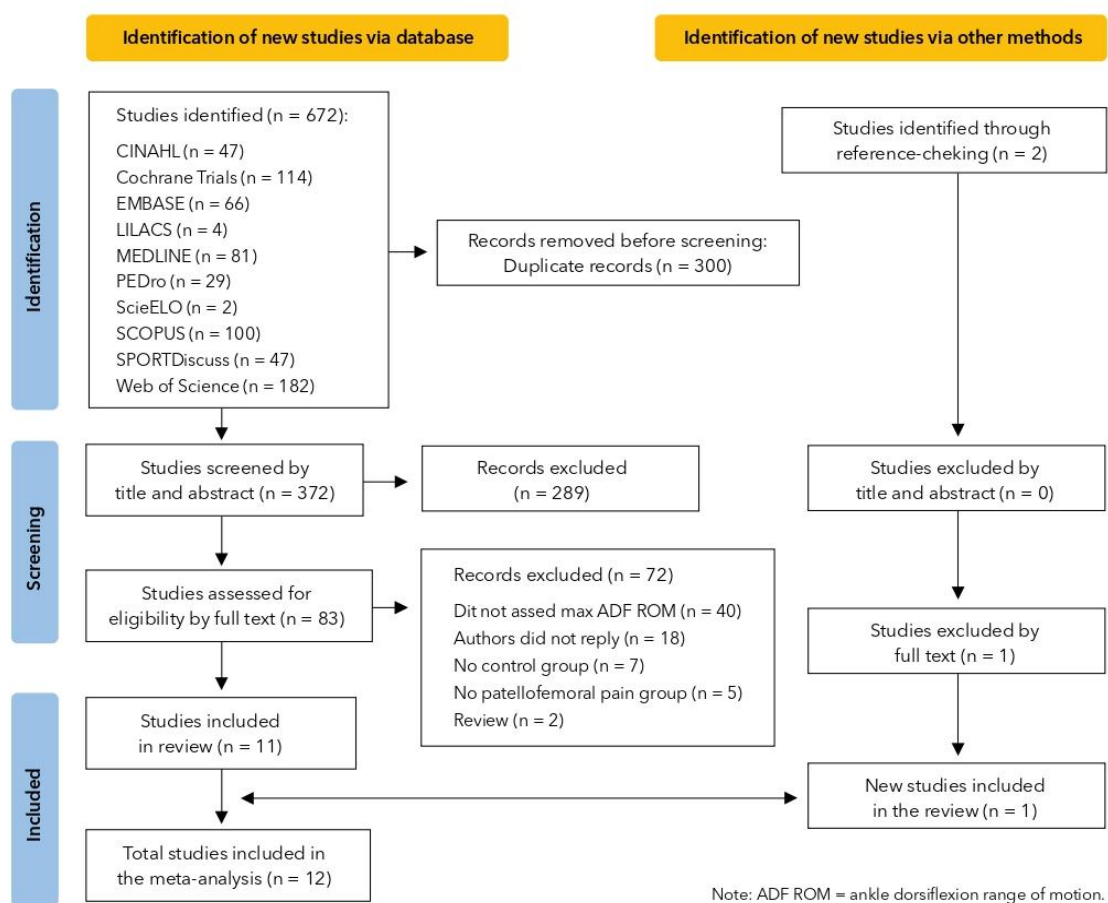 Identification of new studies via database
Identification of new studies via other methods
Identification
Studies identified (n = 672):
CINAHL (n = 47)
Cochrane Trials (n = 114)
EMBASE (n = 66)
LILACS (n = 4)
MEDLINE (n = 81)
PEDro (n = 29)
ScieELO (n = 2)
SCOPUS (n = 100)
SPORTDiscuss (n = 47)
Web of Science (n = 182)
Records removed before screening:
Duplicate records (n = 300)
Studies identified through
reference-cheking (n = 2)
Screening
Studies screened by
title and abstract (n = 372)
Records excluded
(n = 289)
Studies excluded by
title and abstract (n = 0)
Studies assessed for
eligibility by full text (n = 83)
Records excluded (n = 72)
Dit not assed max ADF ROM (n = 40)
Authors did not reply (n = 18)
No control group (n = 7)
No patellofemoral pain group (n = 5)
Review (n = 2)
Studies excluded by
full text (n = 1)
Included
Studies included
in review (n = 11)
New studies included
in the review (n = 1)
Total studies included in
the meta-analysis (n = 12)
Note: ADF ROM = ankle dorsiflexion range of motion.